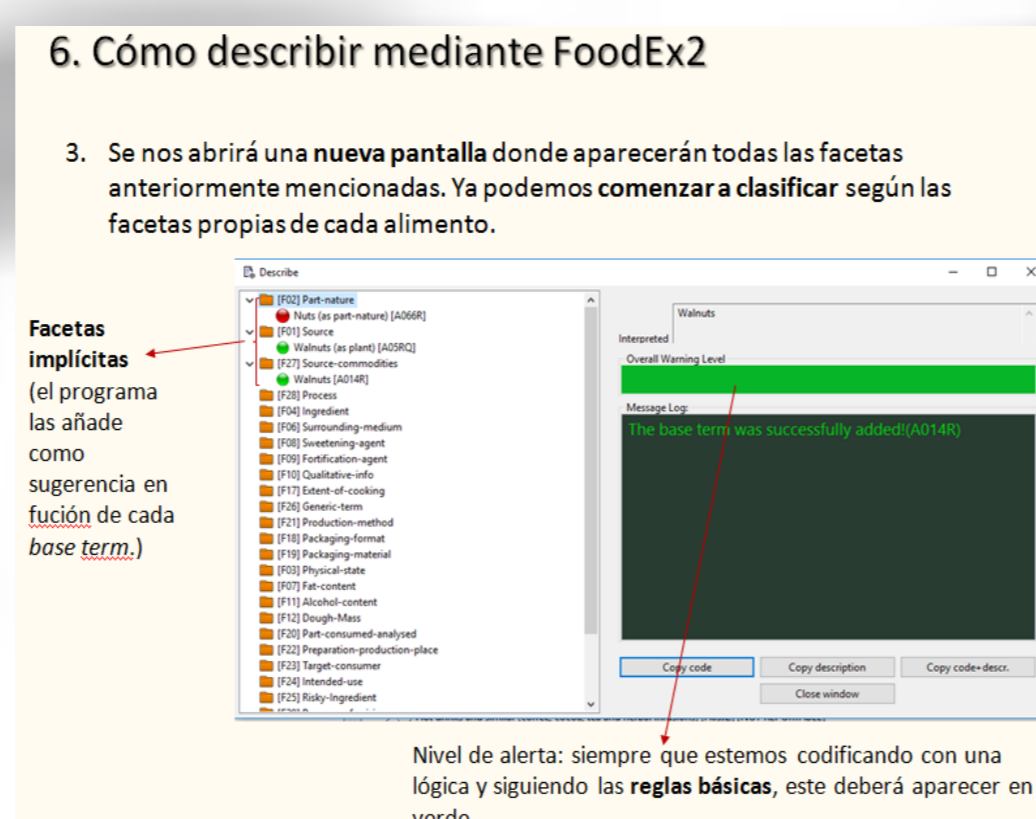 6. Cómo describir mediante FoodEx2
3. Se nos abrirá una nueva pantalla donde aparecerán todas las facetas
anteriormente mencionadas. Ya podemos comenzar a clasificar según las
facetas propias de cada alimento.
Facetas
implícitas
(el programa
las añade
como
sugerencia en
fución de cada
base term.)
Describe
[F02] Part-nature
Nuts (as part-nature) [A066R]
[F01] Source
Walnuts (as plant) [A05RQ]
[F27] Source-commodities
Walnuts [A014R]
[F28] Process
[F04] Ingredient
[F06] Surrounding-medium
[F08] Sweetening-agent
[F09] Fortification-agent
[F10] Qualitative-info
[F17] Extent-of-cooking
[F26] Generic-term
[F21] Production-method
[F18] Packaging-format
[F19] Packaging-material
[F03] Physical-state
[F07] Fat-content
[F11] Alcohol-content
[F12] Dough-Mass
[F20] Part-consumed-analysed
[F22] Preparation-production-place
[F23] Target-consumer
[F24] Intended-use
[F25] Risky-Ingredient
Walnuts
Interpreted
Overall Warning Level
Message Log:
The base term was successfully added!(A014R)
Copy code
Copy description
Copy code+descr.
Close window
Nivel de alerta: siempre que estemos codificando con una
lógica y siguiendo las reglas básicas, este deberá aparecer en
verde